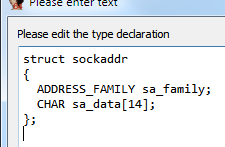 Please enter text
Please edit the type declaration
struct sockaddr
{
  ADDRESS_FAMILY sa_family;
  CHAR sa_data[14];
};